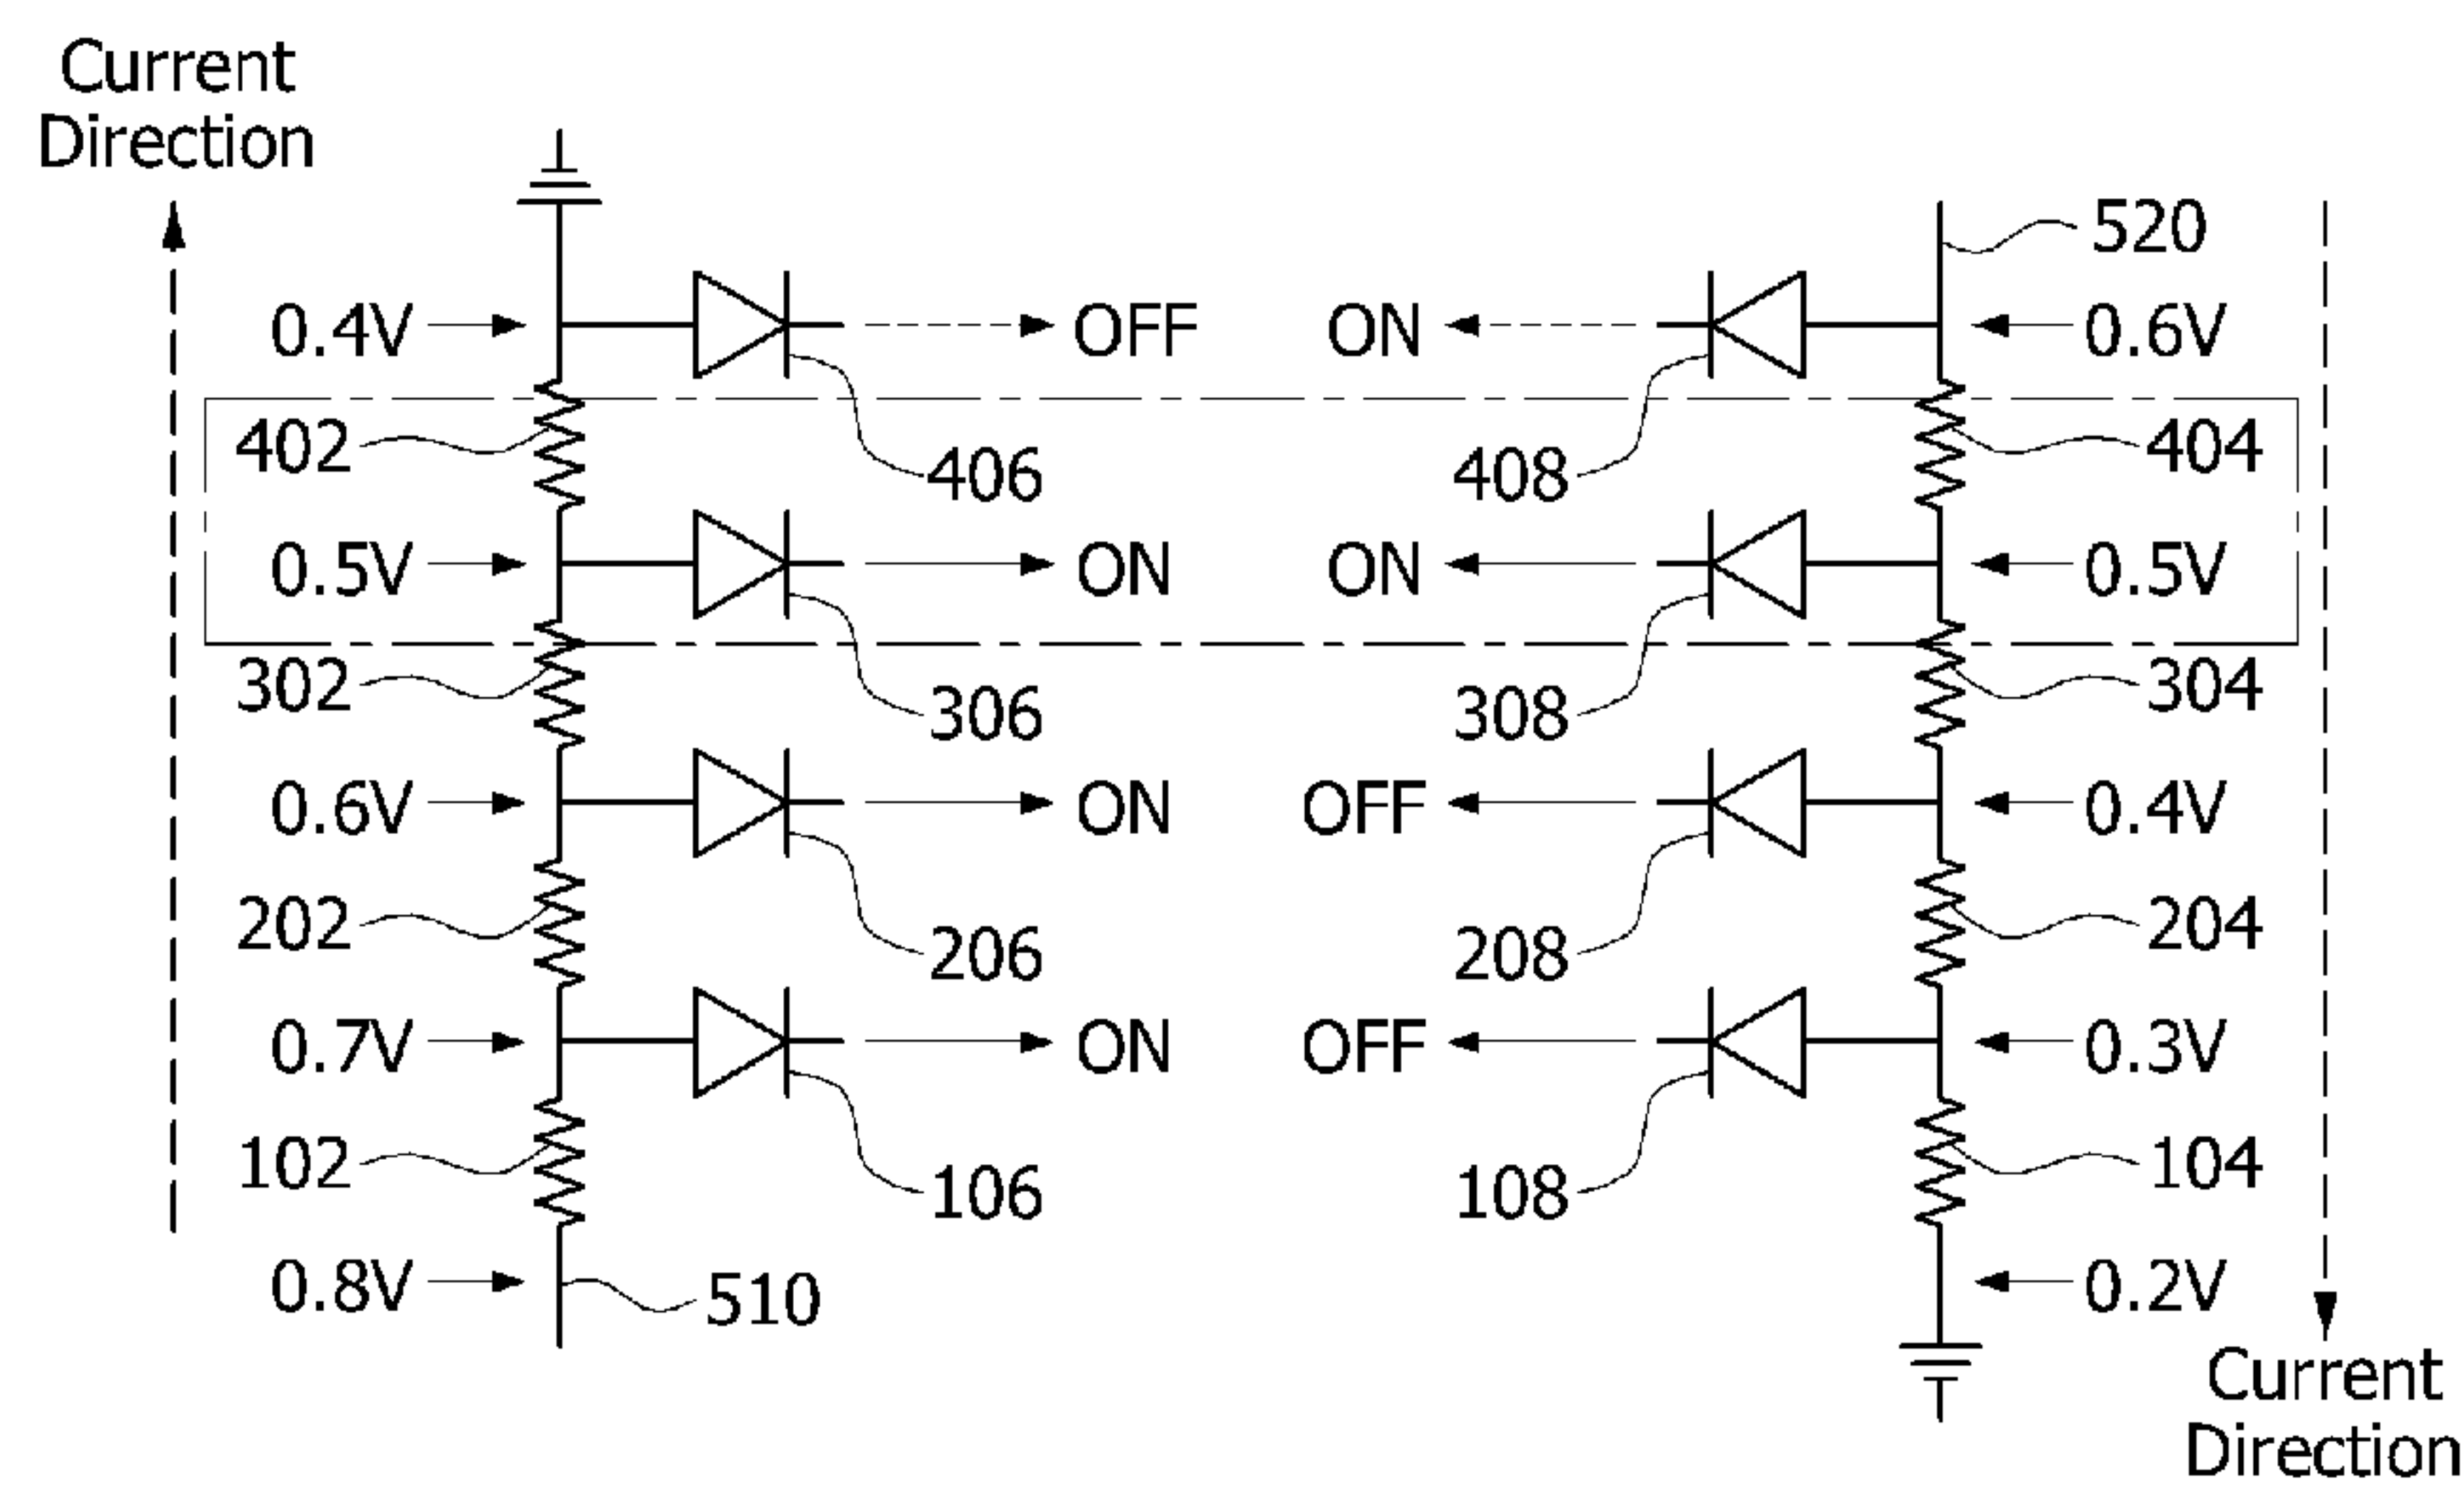 Current
Direction
520
0.4V OFF ON 0.6V
402 404
406 408
0.5V ON ON 0.5V
302 304
306 308
0.6V ON OFF 0.4V
202 204
206 208
0.7V ON OFF 0.3V
102 104
106 108
0.8V 510 0.2V
Current
Direction